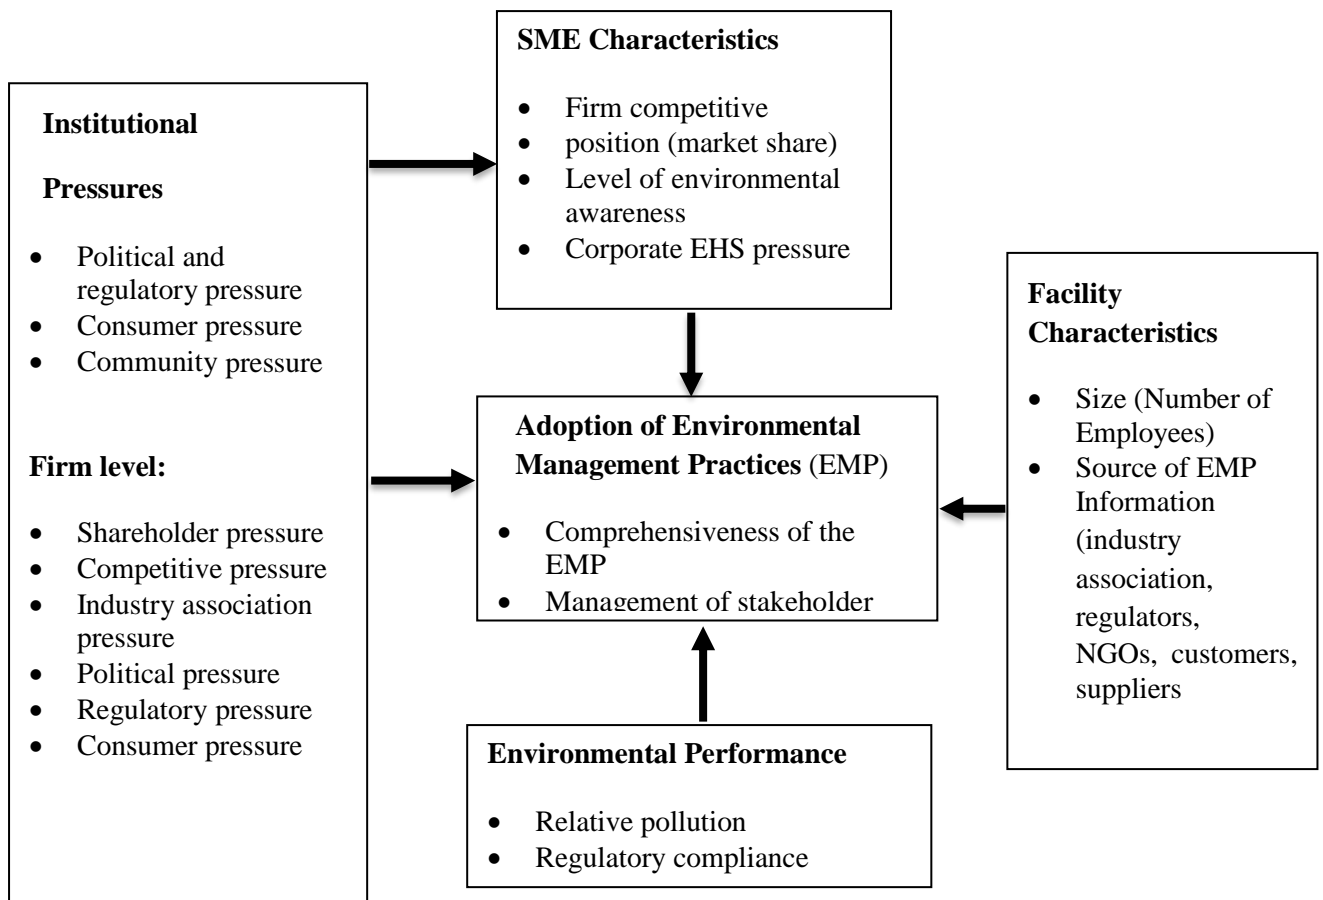 SME Characteristics
• Firm competitive
• position (market share)
• Level of environmental
awareness
• Corporate EHS pressure
Institutional
Pressures
• Political and
regulatory pressure
• Consumer pressure
• Community pressure
Firm level:
• Shareholder pressure
• Competitive pressure
• Industry association
pressure
• Political pressure
• Regulatory pressure
• Consumer pressure
Adoption of Environmental
Management Practices (EMP)
• Comprehensiveness of the
EMP
• Management of stakeholder
Facility
Characteristics
• Size (Number of
Employees)
• Source of EMP
Information
(industry
association,
regulators,
NGOs, customers,
suppliers
Environmental Performance
• Relative pollution
• Regulatory compliance